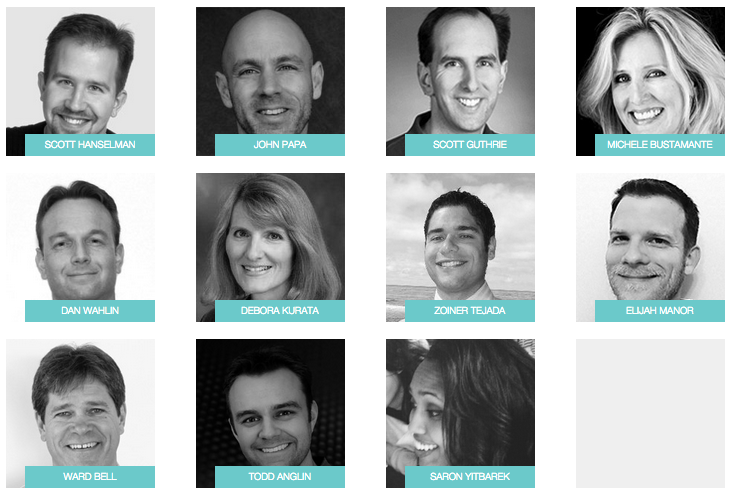 SCOTT HANSELMAN
JOHN PAPA
SCOTT GUTHRIE
MICHELE BUSTAMANTE
DAN WAHLIN
DEBORA KURATA
ZOINER TEJADA
ELIJAH MANOR
WARD BELL
TODD ANGLIN
SARON YITBAREK